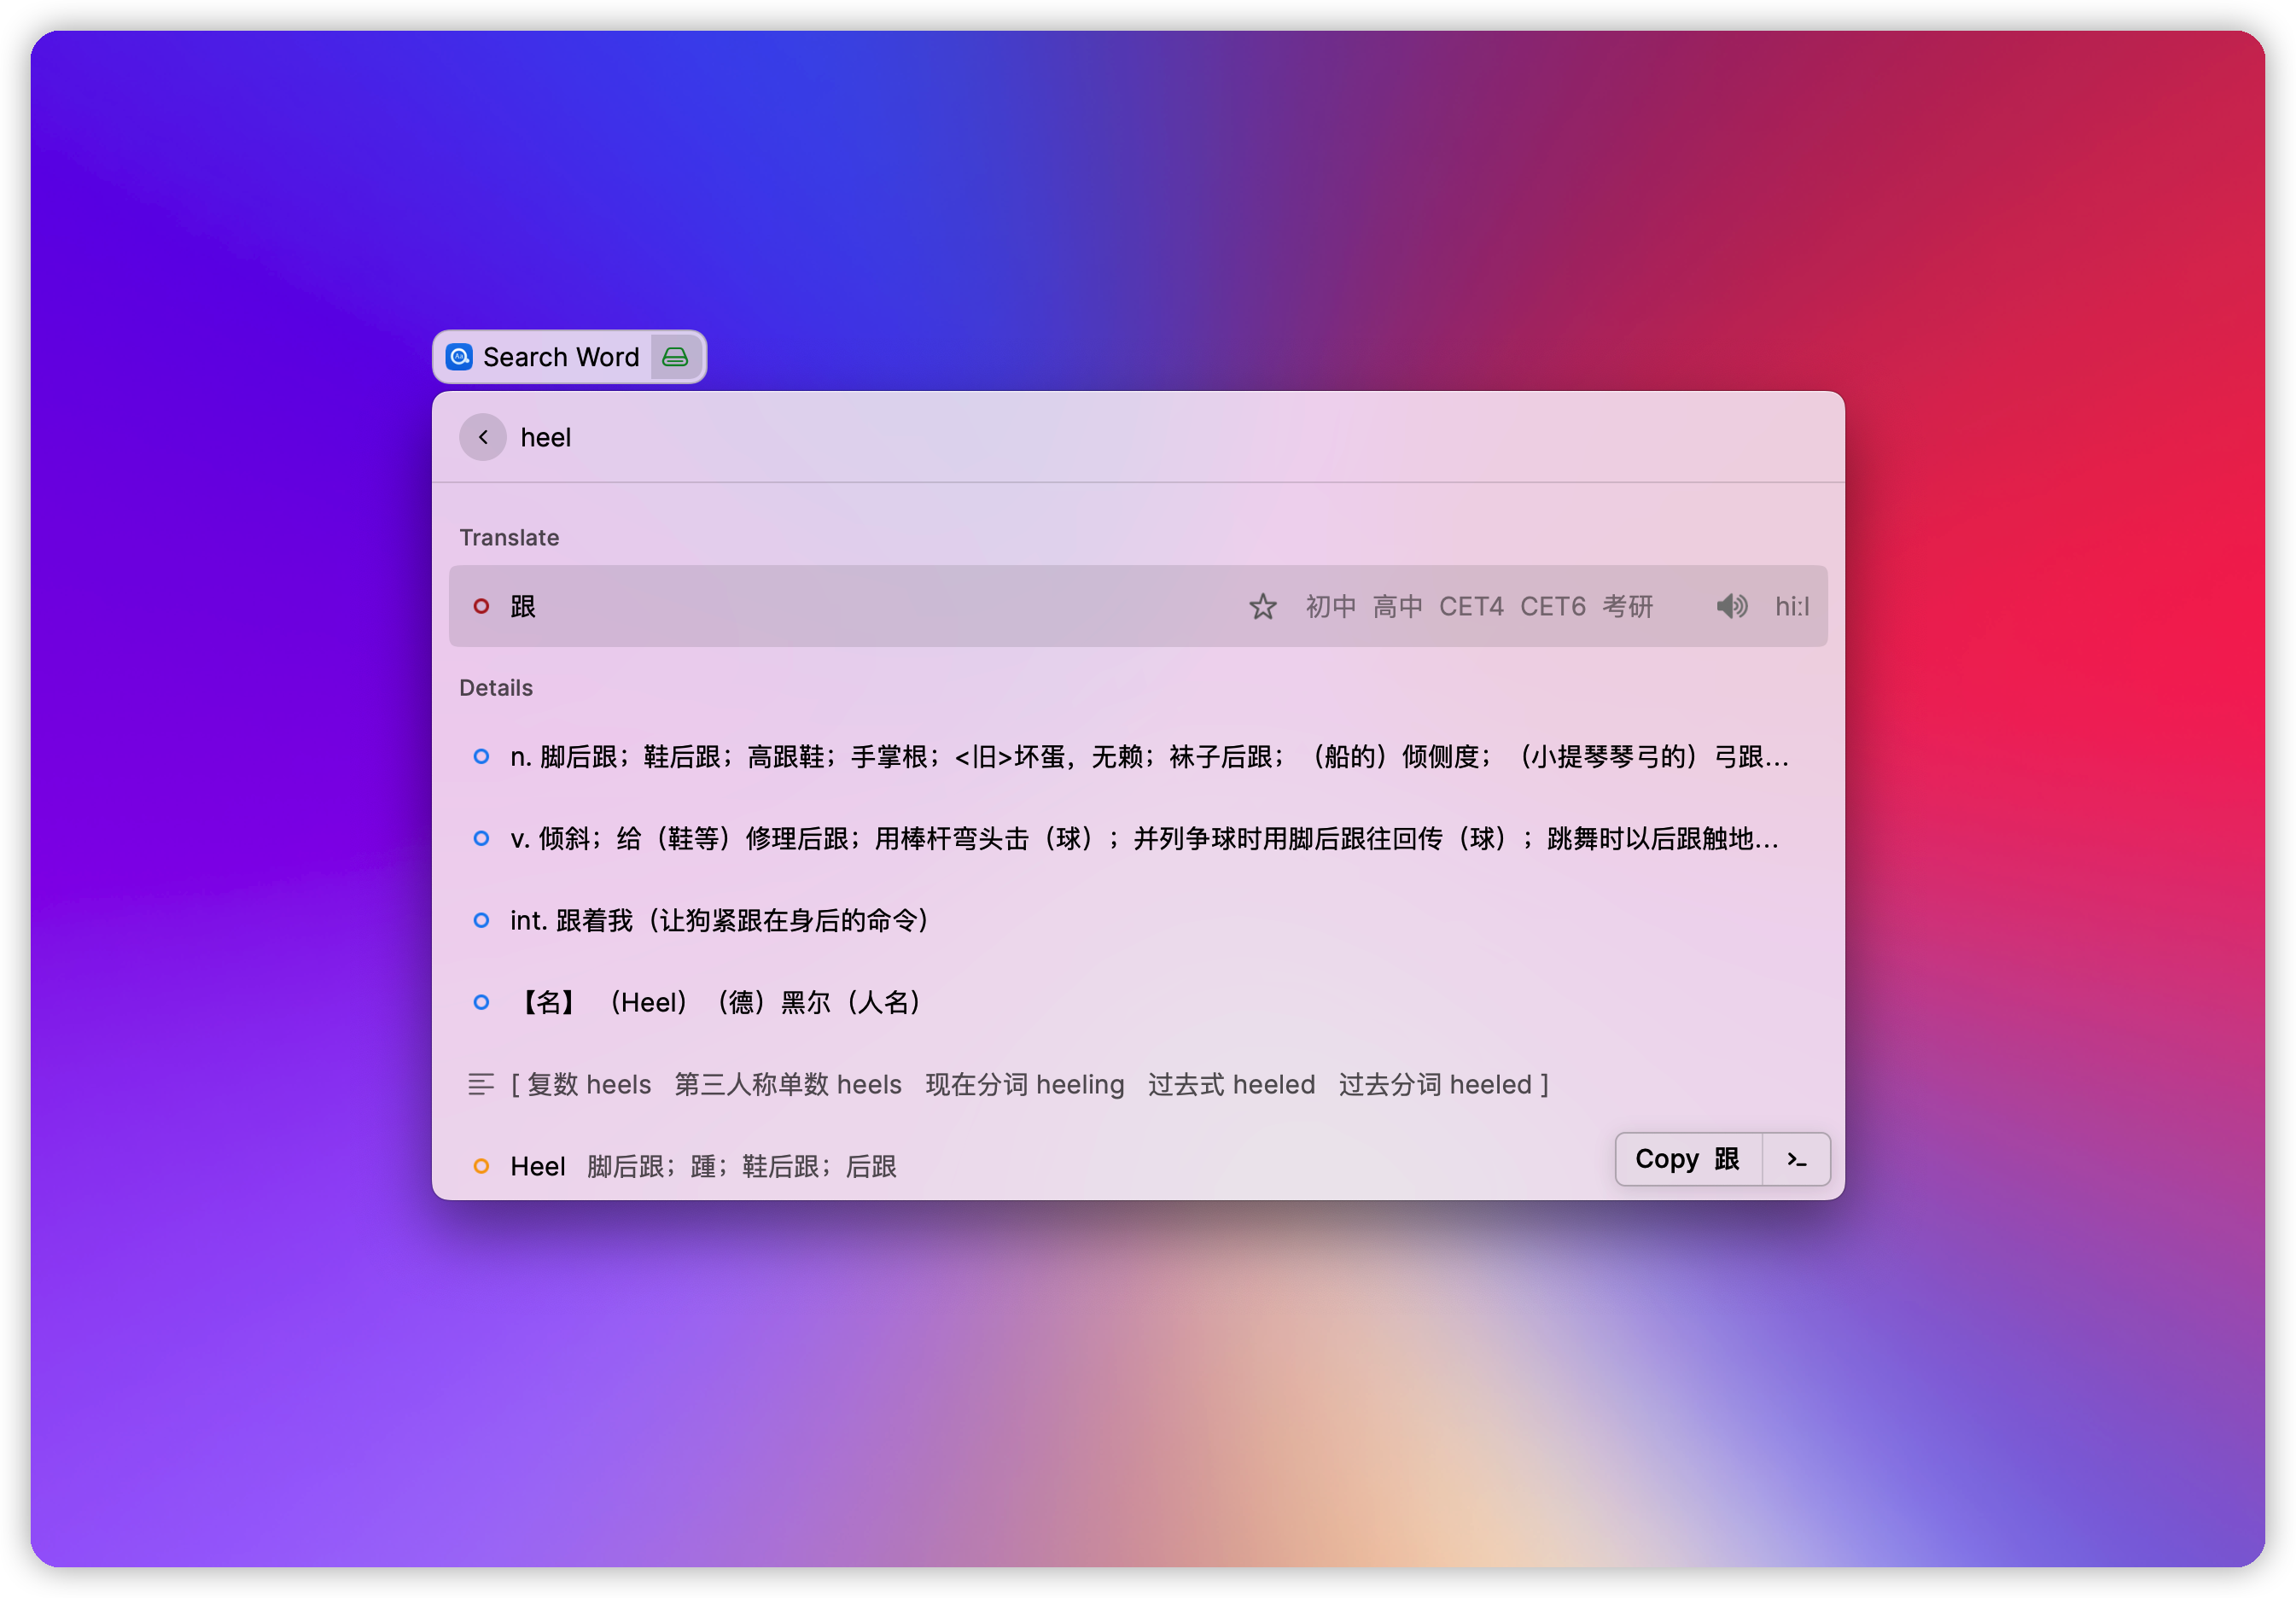 Search Word
heel
Translate
跟 初中 高中 CET4 CET6 考研 hi:l
Details
n. 脚后跟；鞋后跟；高跟鞋；手掌根；<旧>坏蛋，无赖；袜子后跟；（船的）倾侧度；（小提琴琴弓的）弓跟...
v. 倾斜；给（鞋等）修理后跟；用棒杆弯头击（球）；并列争球时用脚后跟往回传（球）；跳舞时以后跟触地...
int. 跟着我（让狗紧跟在身后的命令）
【名】（Heel）（德）黑尔（人名）
[ 复数 heels 第三人称单数 heels 现在分词 heeling 过去式 heeled 过去分词 heeled ]
Heel 脚后跟；踵；鞋后跟；后跟
Copy 跟